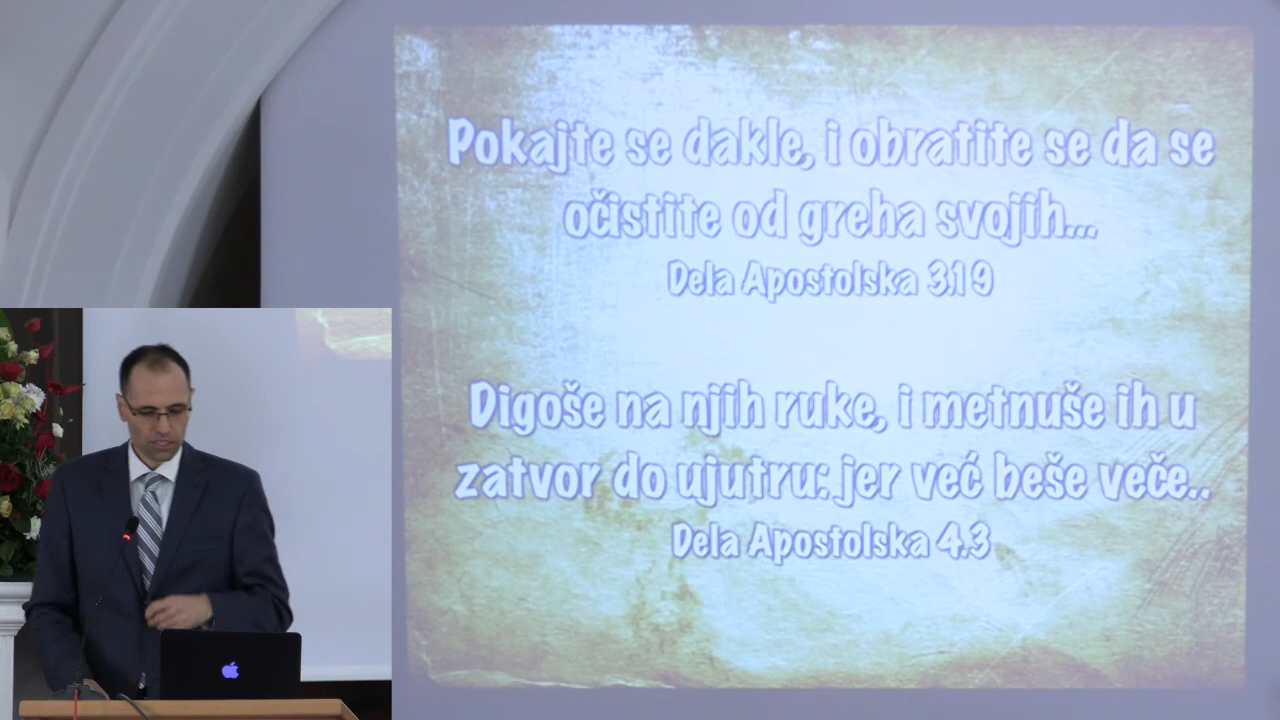 Pokajte se dakle, i obratite se da se
očistite od greha svojih...
Dela Apostolska 3,19
Digoše na njih ruke, i metnuše ih u
zatvor do ujutru: jer već beše veče..
Dela Apostolska 4,3